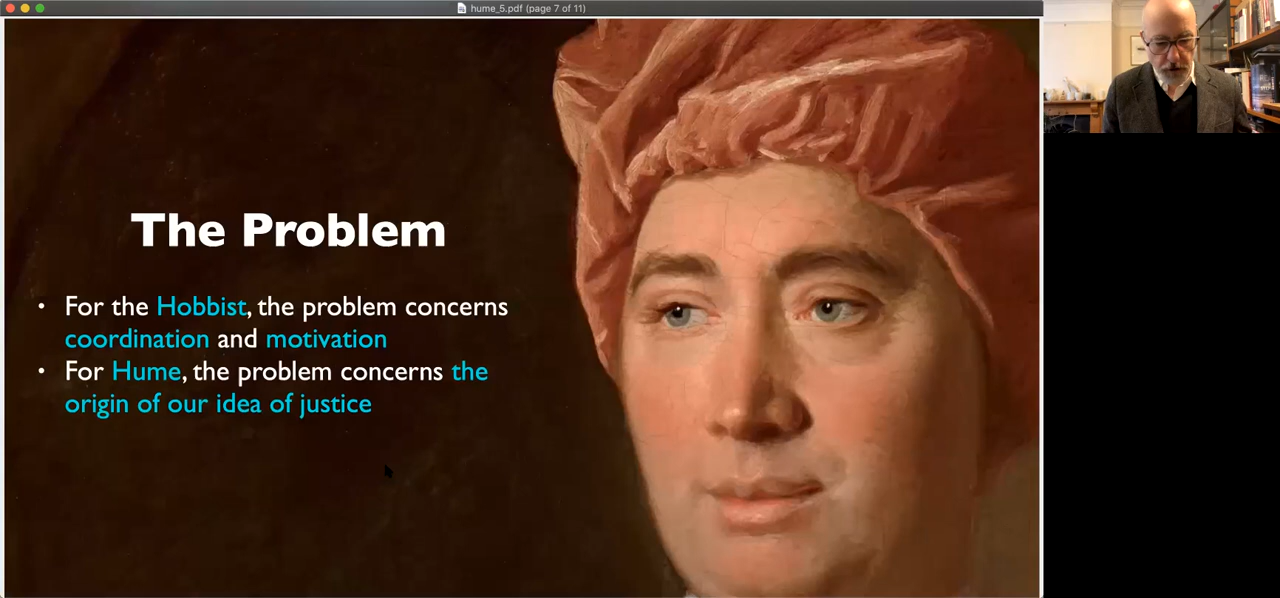 hume_5.pdf (page 7 of 11)
The Problem
• For the Hobbist, the problem concerns
coordination and motivation
• For Hume, the problem concerns the
origin of our idea of justice